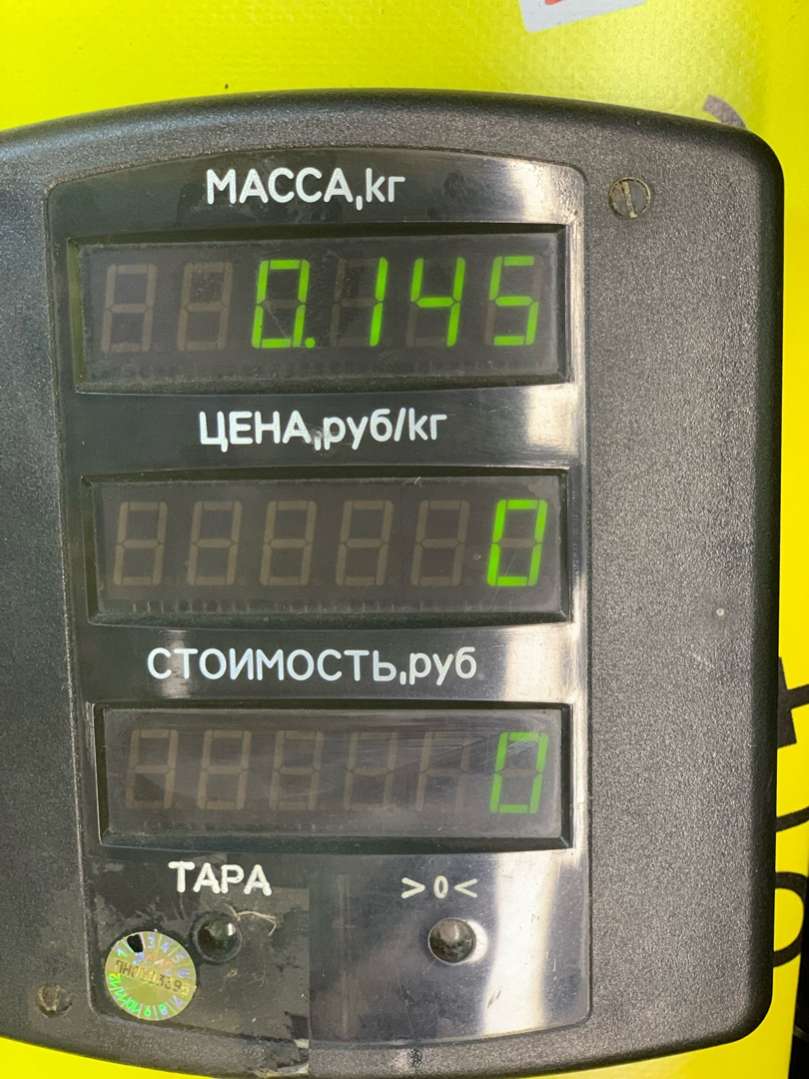 МАССА,кг
0.145
ЦЕНА,руб/кг
0
СТОИМОСТЬ,руб
0
ТАРА >0<